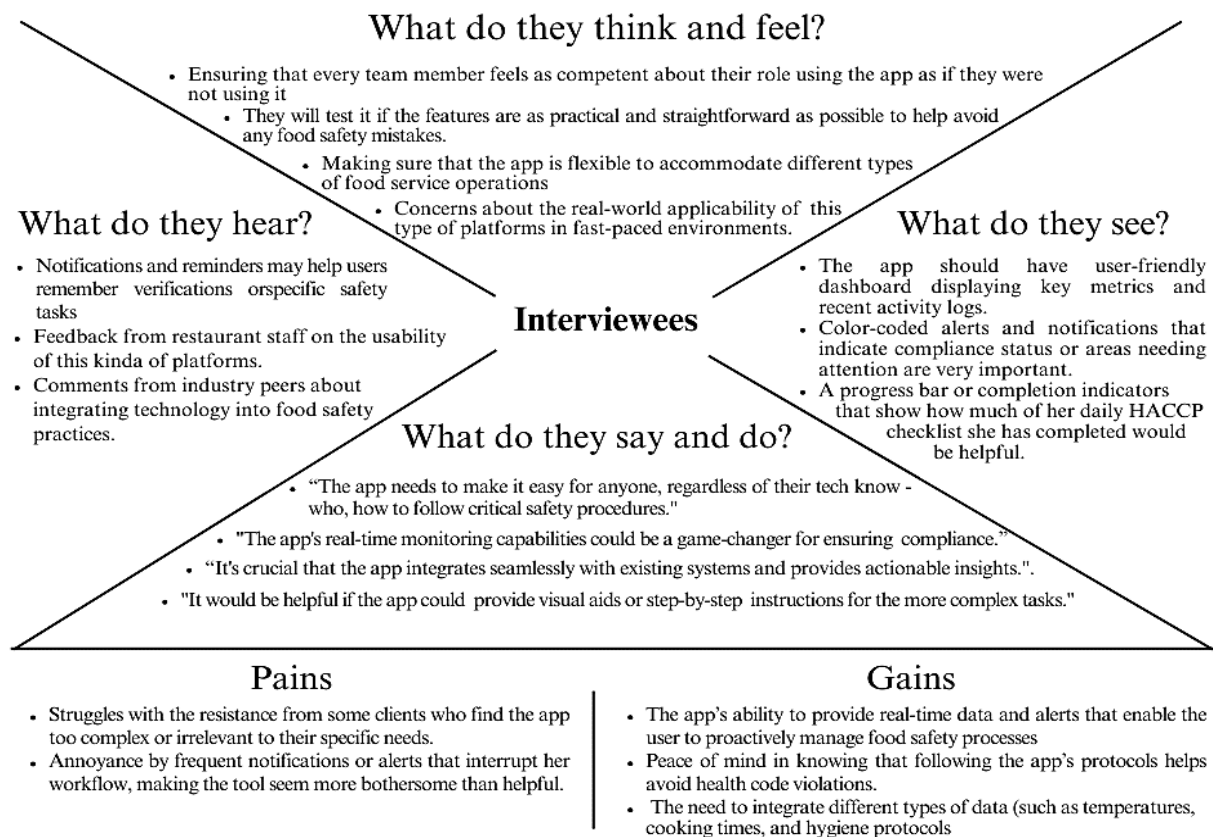 What do they think and feel?
• Ensuring that every team member feels as competent about their role using the app as if they were
not using it
• They will test it if the features are as practical and straightforward as possible to help avoid
any food safety mistakes.
• Making sure that the app is flexible to accommodate different types
of food service operations
• Concerns about the real-world applicability of this
type of platforms in fast-paced environments.
What do they hear?
• Notifications and reminders may help users
remember verifications orspecific safety
tasks
• Feedback from restaurant staff on the usability
of this kinda of platforms.
• Comments from industry peers about
integrating technology into food safety
practices.
Interviewees
What do they see?
• The app should have user-friendly
dashboard displaying key metrics and
recent activity logs.
• Color-coded alerts and notifications that
indicate compliance status or areas needing
attention are very important.
• A progress bar or completion indicators
that show how much of her daily HACCP
checklist she has completed would
be helpful.
What do they say and do?
• “The app needs to make it easy for anyone, regardless of their tech know -
who, how to follow critical safety procedures."
• "The app's real-time monitoring capabilities could be a game-changer for ensuring compliance.”
• “It's crucial that the app integrates seamlessly with existing systems and provides actionable insights.".
• "It would be helpful if the app could provide visual aids or step-by-step instructions for the more complex tasks."
Pains
• Struggles with the resistance from some clients who find the app
too complex or irrelevant to their specific needs.
• Annoyance by frequent notifications or alerts that interrupt her
workflow, making the tool seem more bothersome than helpful.
Gains
• The app’s ability to provide real-time data and alerts that enable the
user to proactively manage food safety processes
• Peace of mind in knowing that following the app’s protocols helps
avoid health code violations.
• The need to integrate different types of data (such as temperatures,
cooking times, and hygiene protocols